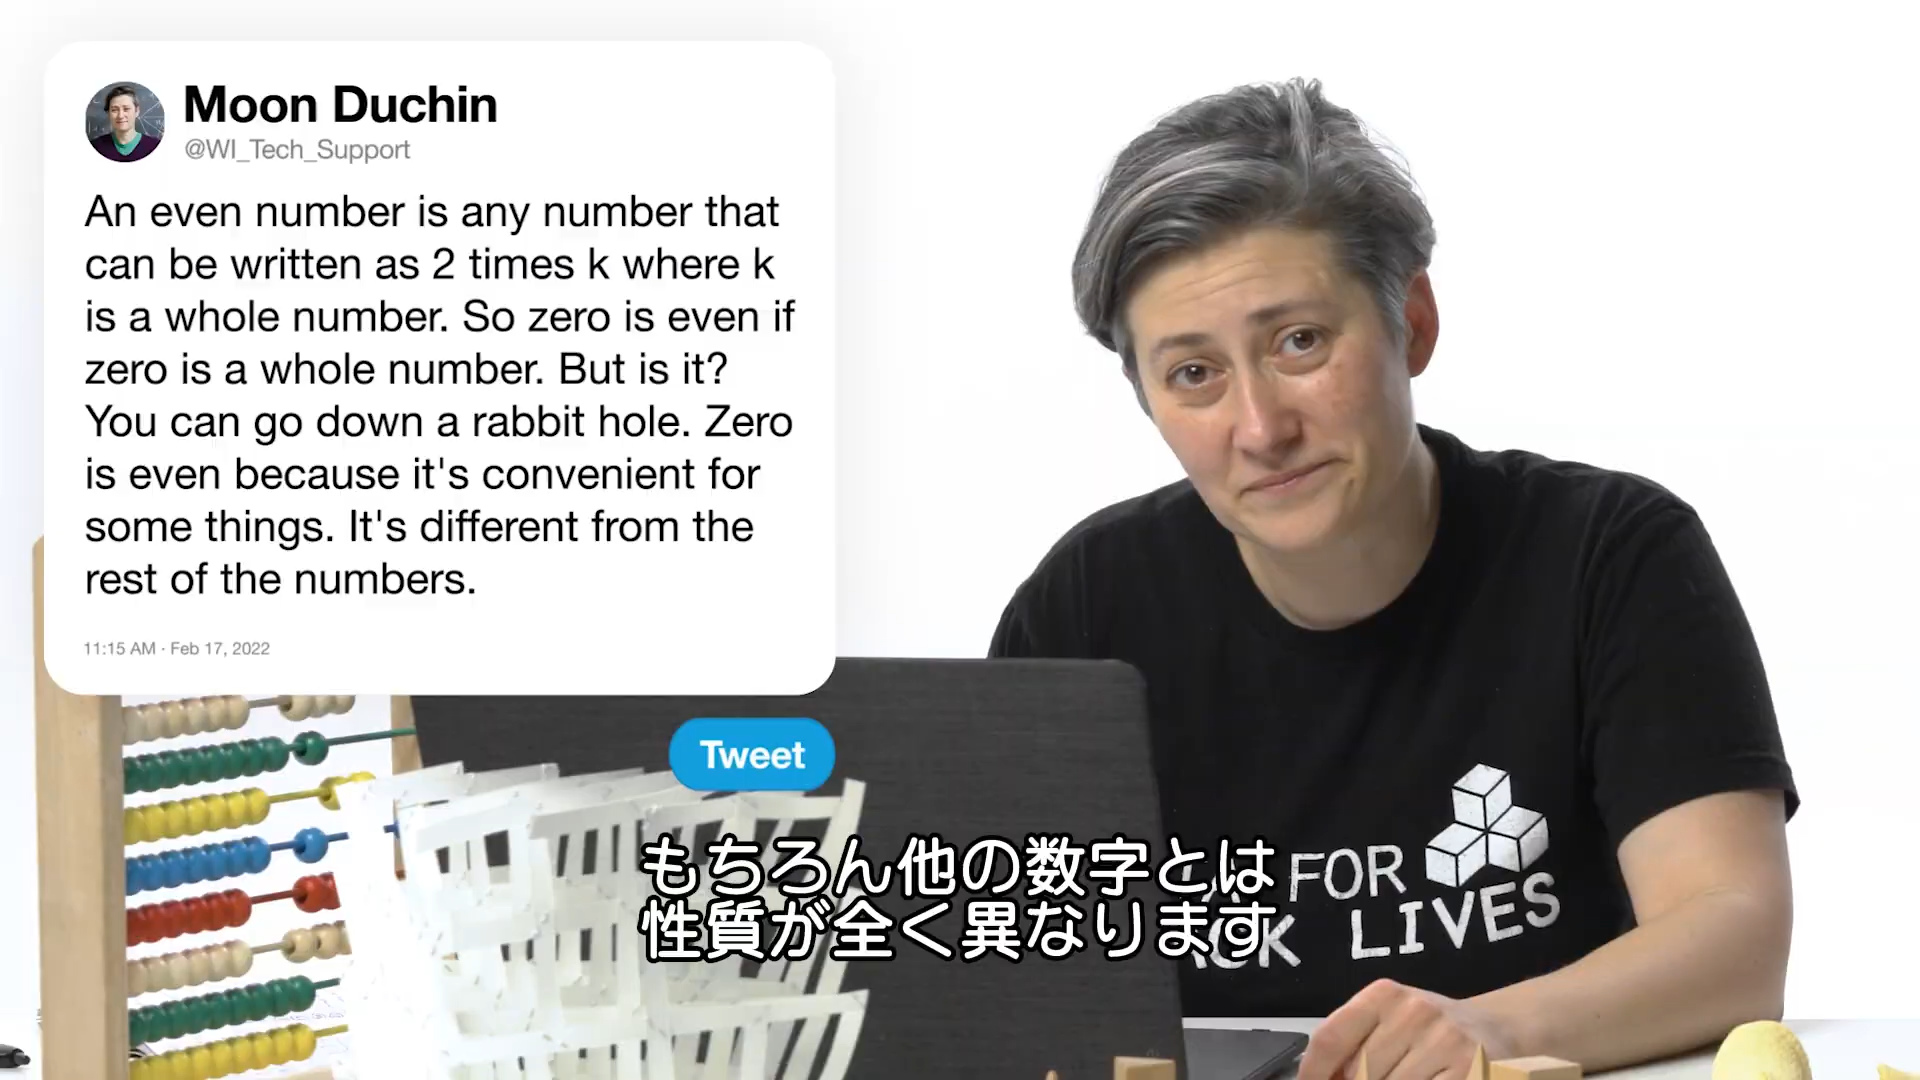 Moon Duchin
@WI_Tech_Support
An even number is any number that
can be written as 2 times k where k
is a whole number. So zero is even if
zero is a whole number. But is it?
You can go down a rabbit hole. Zero
is even because it's convenient for
some things. It's different from the
rest of the numbers.
11:15 AM · Feb 17, 2022
Tweet
もちろん他の数字とは
性質が全く異なります
FOR
LIVES